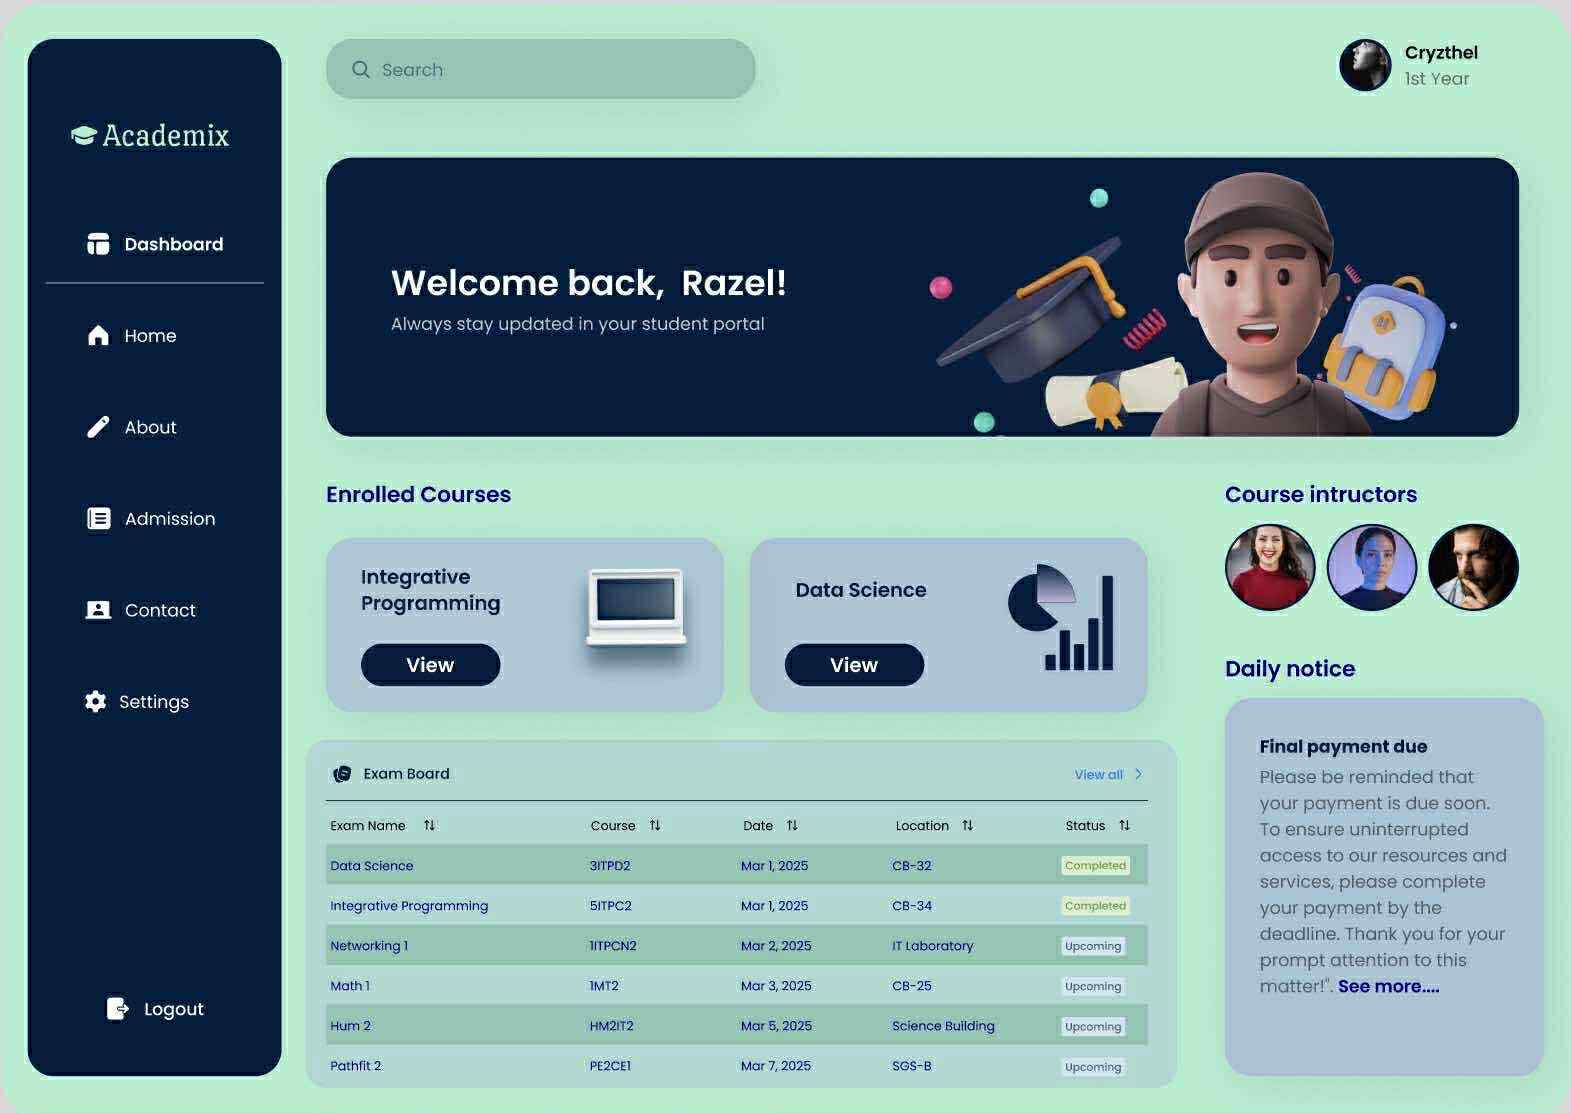 Academix
Dashboard
Home
About
Admission
Contact
Settings
Logout
Search
Cryzthel
1st Year
Welcome back, Razel!
Always stay updated in your student portal
Enrolled Courses
Integrative
Programming
View
Data Science
View
Course intructors
Daily notice
Final payment due
Please be reminded that
your payment is due soon.
To ensure uninterrupted
access to our resources and
services, please complete
your payment by the
deadline. Thank you for your
prompt attention to this
matter!". See more....
Exam Board View all
Exam Name Course Date Location Status
Data Science 3ITPD2 Mar 1, 2025 CB-32 Completed
Integrative Programming 5ITPC2 Mar 1, 2025 CB-34 Completed
Networking 1 1ITPCN2 Mar 2, 2025 IT Laboratory Upcoming
Math 1 1MT2 Mar 3, 2025 CB-25 Upcoming
Hum 2 HM2IT2 Mar 5, 2025 Science Building Upcoming
Pathfit 2 PE2CE1 Mar 7, 2025 SGS-B Upcoming